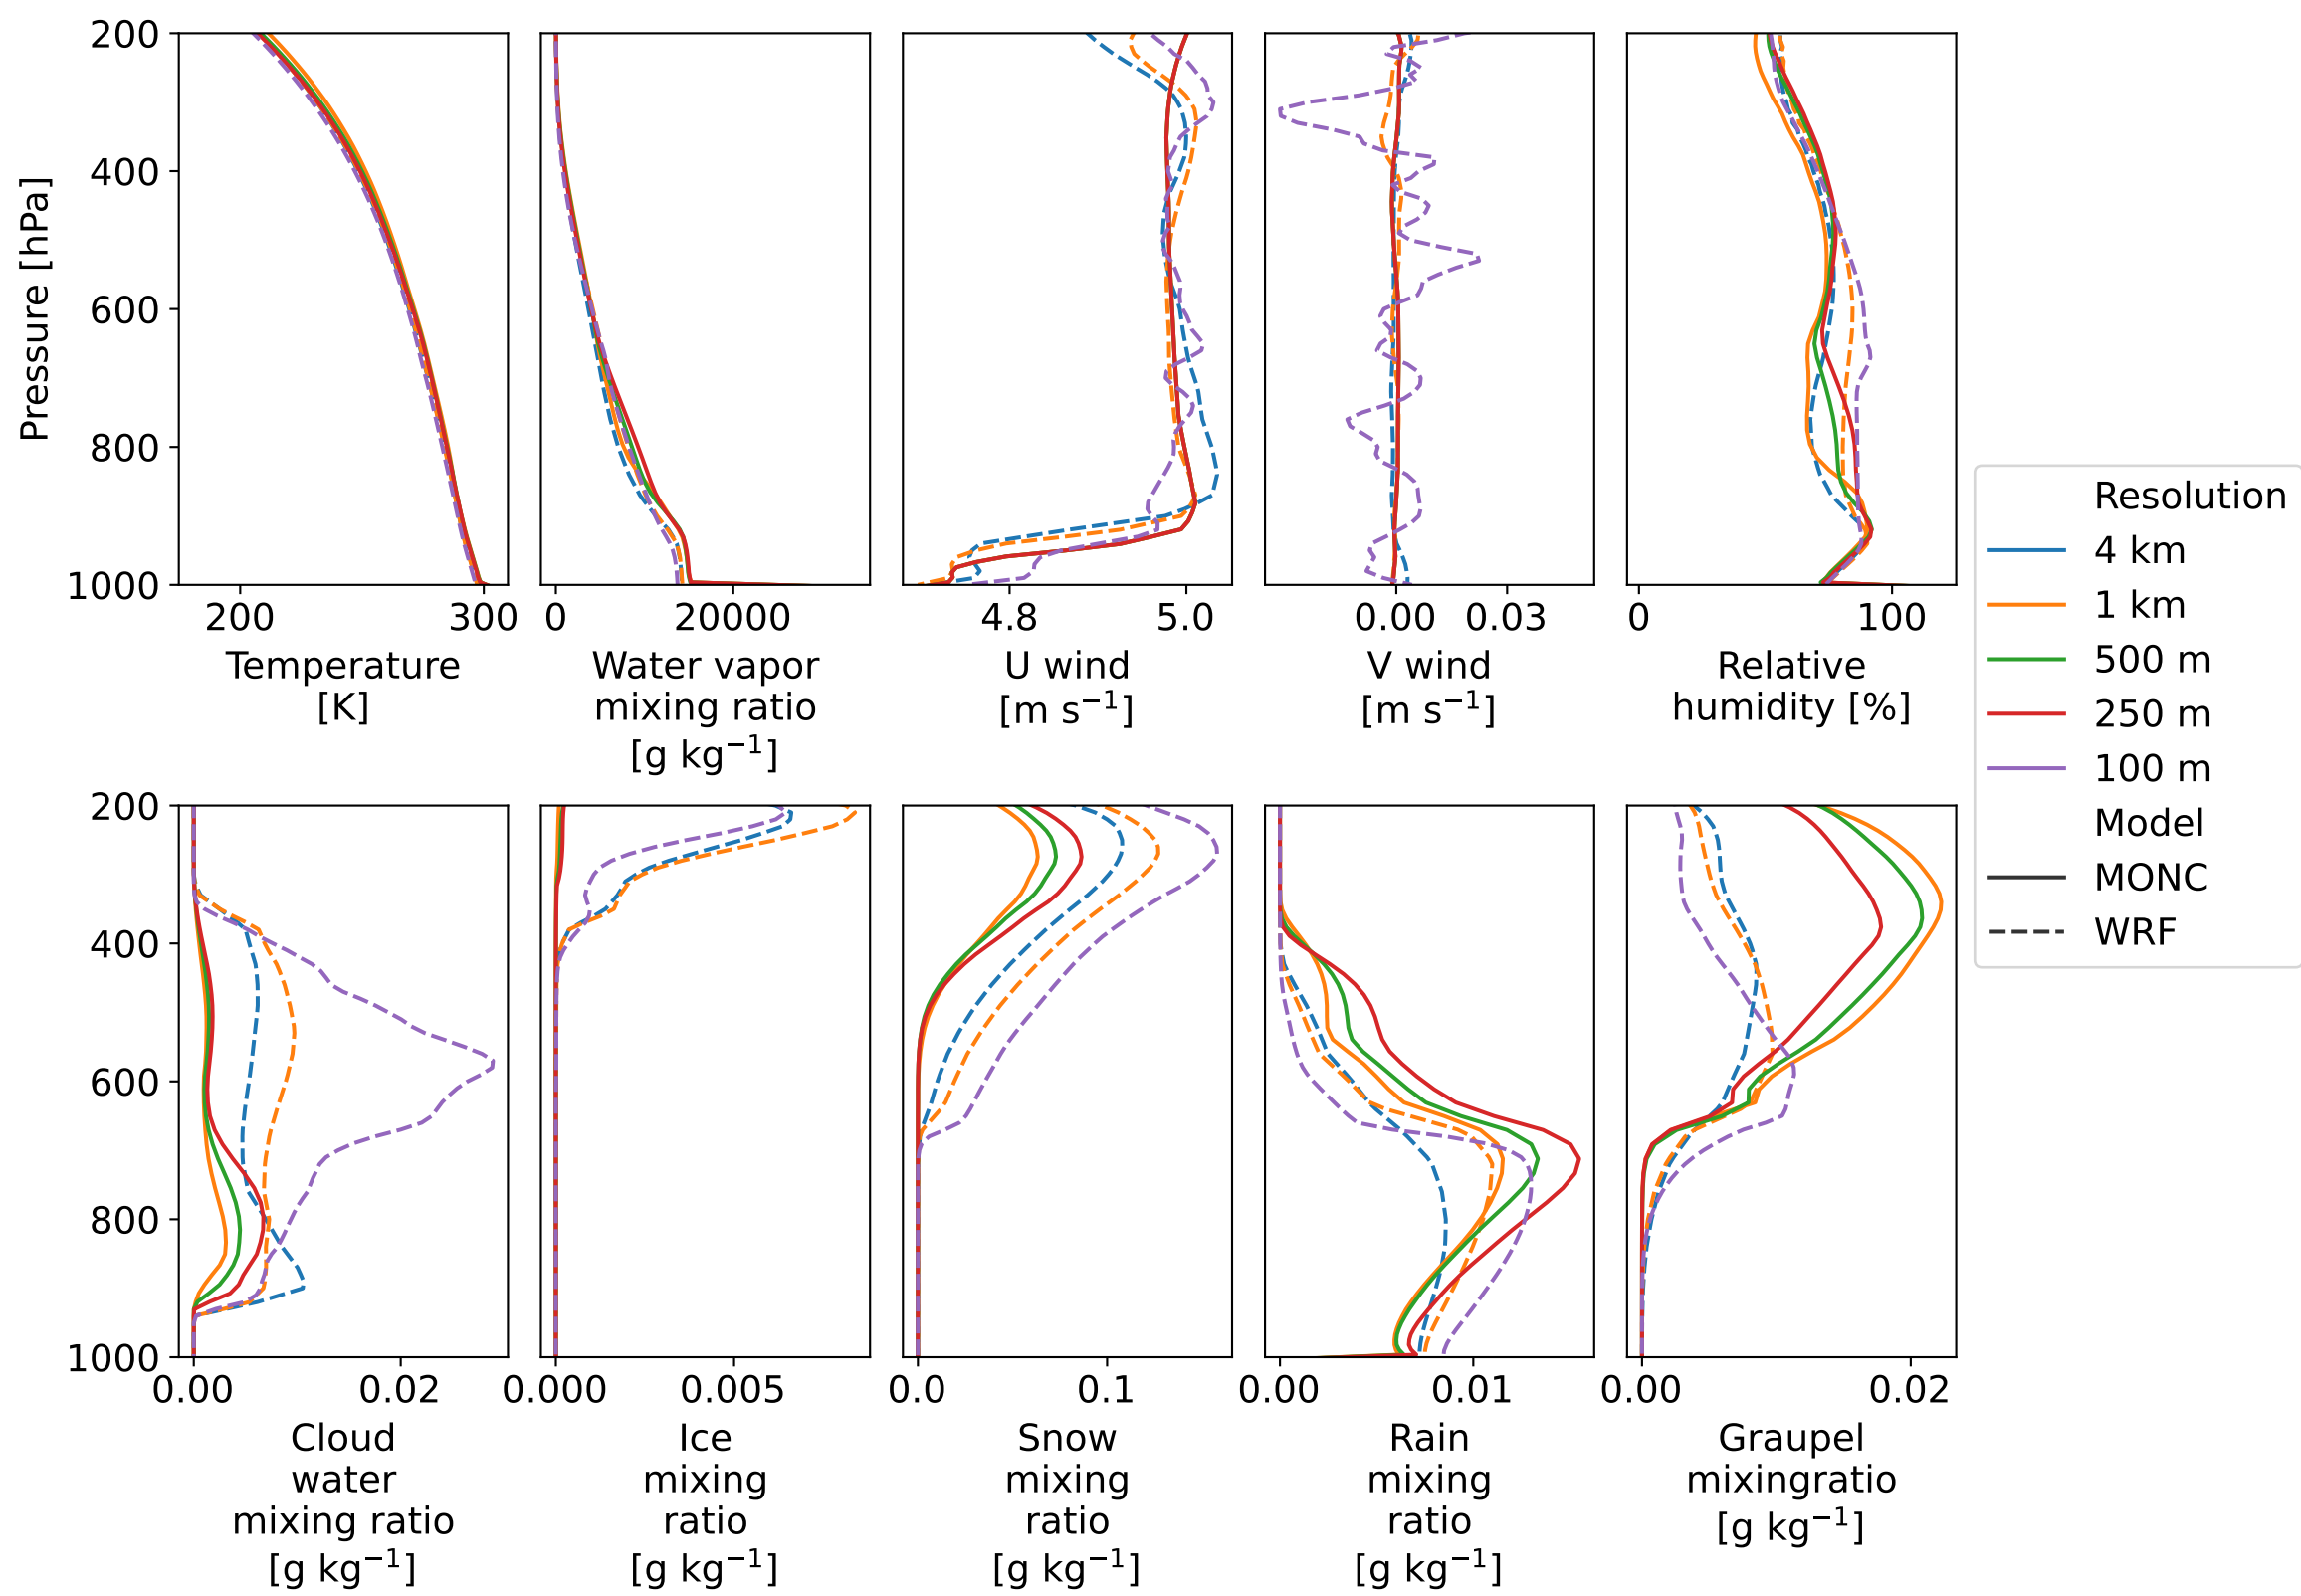 Pressure [hPa]
200
400
600
800
1000
200 300
Temperature
[K]
0 20000
Water vapor
mixing ratio
[g kg⁻¹]
4.8 5.0
U wind
[m s⁻¹]
0.00 0.03
V wind
[m s⁻¹]
0 100
Relative
humidity [%]
Resolution
4 km
1 km
500 m
250 m
100 m
Model
MONC
WRF
200
400
600
800
1000
0.00 0.02
Cloud
water
mixing ratio
[g kg⁻¹]
0.000 0.005
Ice
mixing
ratio
[g kg⁻¹]
0.0 0.1
Snow
mixing
ratio
[g kg⁻¹]
0.00 0.01
Rain
mixing
ratio
[g kg⁻¹]
0.00 0.02
Graupel
mixingratio
[g kg⁻¹]